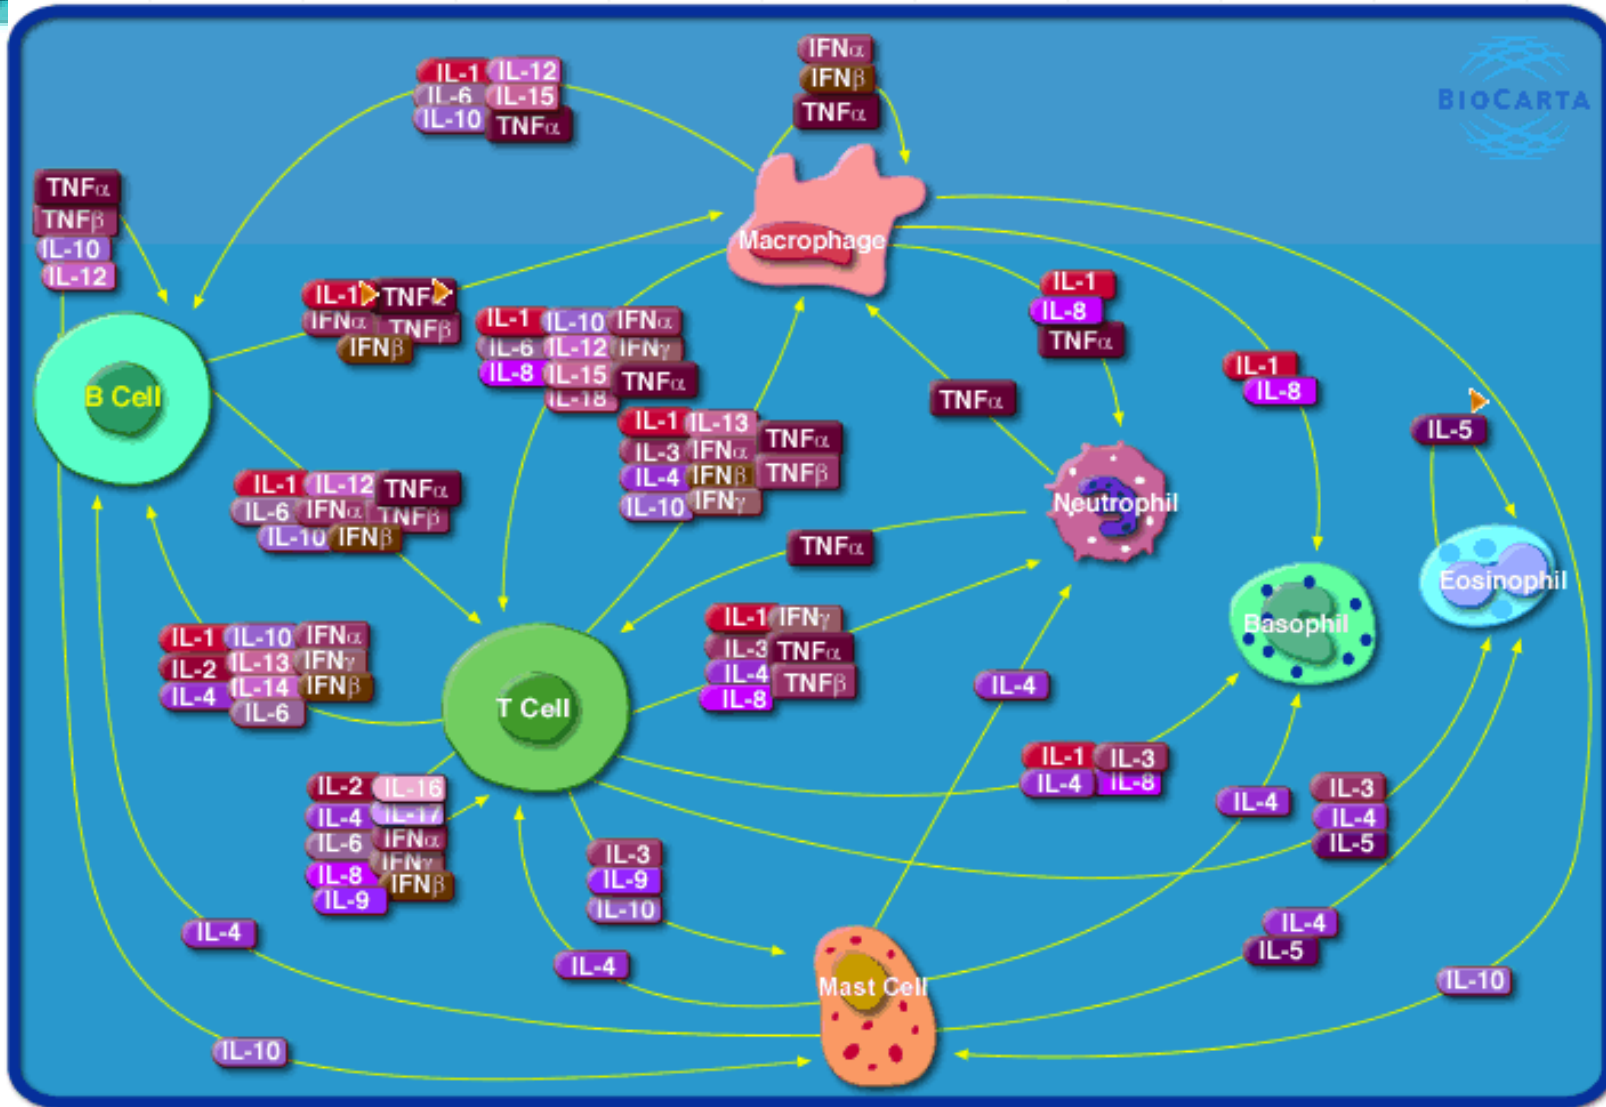 BIOCARTA
IFNα
IFNβ
TNFα
IL-1 IL-12
IL-6 IL-15
IL-10 TNFα
TNFα
TNFβ
IL-10
IL-12
Macrophage
IL-1 TNFα
IFNα TNFβ
IFNβ
IL-1 IL-10 IFNα
IL-6 IL-12 IFNγ
IL-8 IL-15 TNFα
IL-18
IL-1
IL-8
TNFα
IL-1
IL-8
B Cell
TNFα
IL-5
IL-1 IL-13 TNFα
IL-3 IFNα TNFβ
IL-4 IFNβ
IL-10 IFNγ
IL-1 IL-12 TNFα
IL-6 IFNα TNFβ
IL-10 IFNβ
Neutrophil
TNFα
Eosinophil
Basophil
IL-1 IL-10 IFNα
IL-2 IL-13 IFNγ
IL-4 IL-14 IFNβ
IL-6
T Cell
IL-1 IFNγ
IL-3 TNFα
IL-4 TNFβ
IL-8
IL-4
IL-1 IL-3
IL-4 IL-8
IL-2 IL-16
IL-4 IL-17
IL-6 IFNα
IL-8 IFNγ
IL-9 IFNβ
IL-3
IL-9
IL-10
IL-4
IL-3
IL-4
IL-5
IL-4
IL-4
IL-4
IL-5
Mast Cell
IL-10
IL-10